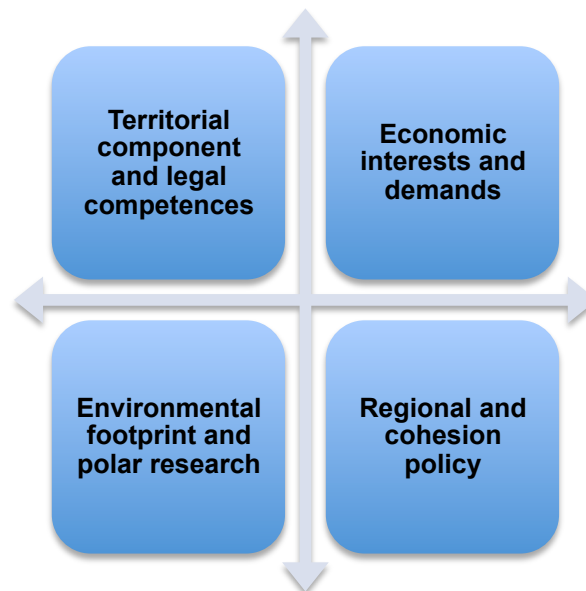 Territorial
component
and legal
competences
Economic
interests and
demands
Environmental
footprint and
polar research
Regional and
cohesion
policy